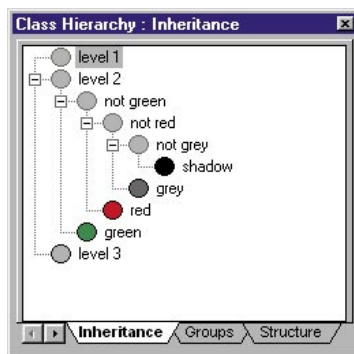 Class Hierarchy : Inheritance
level 1
level 2
not green
not red
not grey
shadow
grey
red
green
level 3
Inheritance Groups Structure